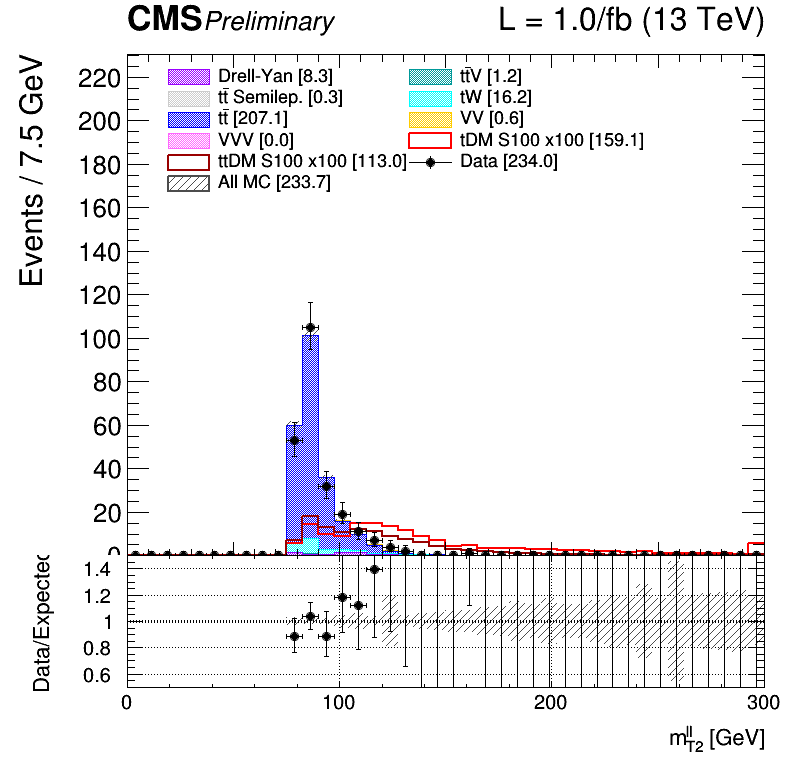 CMS Preliminary L = 1.0/fb (13 TeV)
Events / 7.5 GeV
220
200
180
160
140
120
100
80
60
40
20
0
Drell-Yan [8.3]
tt̄V [1.2]
tt̄ Semilep. [0.3]
tW [16.2]
tt̄ [207.1]
VV [0.6]
VVV [0.0]
tDM S100 x100 [159.1]
ttDM S100 x100 [113.0]
Data [234.0]
All MC [233.7]
Data/Expected
1.4
1.2
1
0.8
0.6
0 100 200 300
m_{T2}^{ll} [GeV]